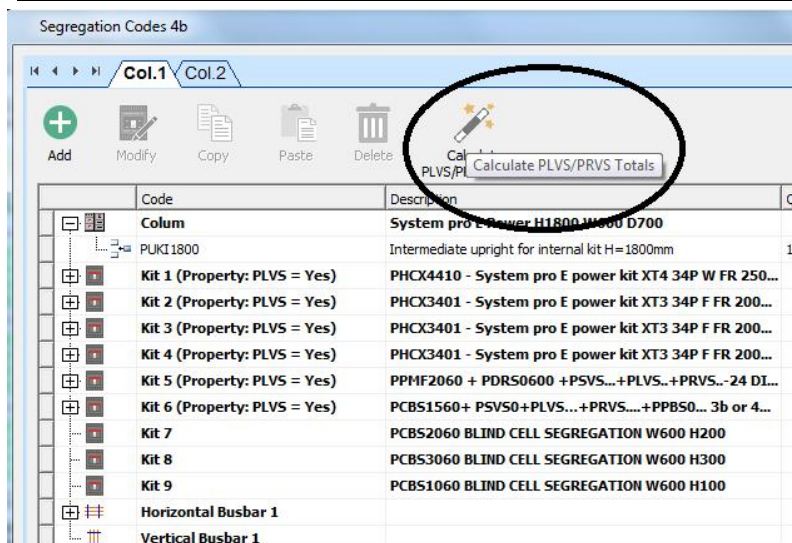 Segregation Codes 4b
Col.1 Col.2
Add Modify Copy Paste Delete
Calculate PLVS/PRVS Totals
Code Description
Colum System pro E Power H1800 W600 D700
PUKI1800 Intermediate upright for internal kit H=1800mm 1
Kit 1 (Property: PLVS = Yes) PHCX4410 - System pro E power kit XT4 34P W FR 250...
Kit 2 (Property: PLVS = Yes) PHCX3401 - System pro E power kit XT3 34P F FR 200...
Kit 3 (Property: PLVS = Yes) PHCX3401 - System pro E power kit XT3 34P F FR 200...
Kit 4 (Property: PLVS = Yes) PHCX3401 - System pro E power kit XT3 34P F FR 200...
Kit 5 (Property: PLVS = Yes) PPMF2060 + PDRS0600 +PSVS...+PLVS..+PRVS..-24 DI...
Kit 6 (Property: PLVS = Yes) PCBS1560+ PSVS0+PLVS...+PRVS....+PPBS0... 3b or 4...
Kit 7 PCBS2060 BLIND CELL SEGREGATION W600 H200
Kit 8 PCBS3060 BLIND CELL SEGREGATION W600 H300
Kit 9 PCBS1060 BLIND CELL SEGREGATION W600 H100
Horizontal Busbar 1
Vertical Busbar 1